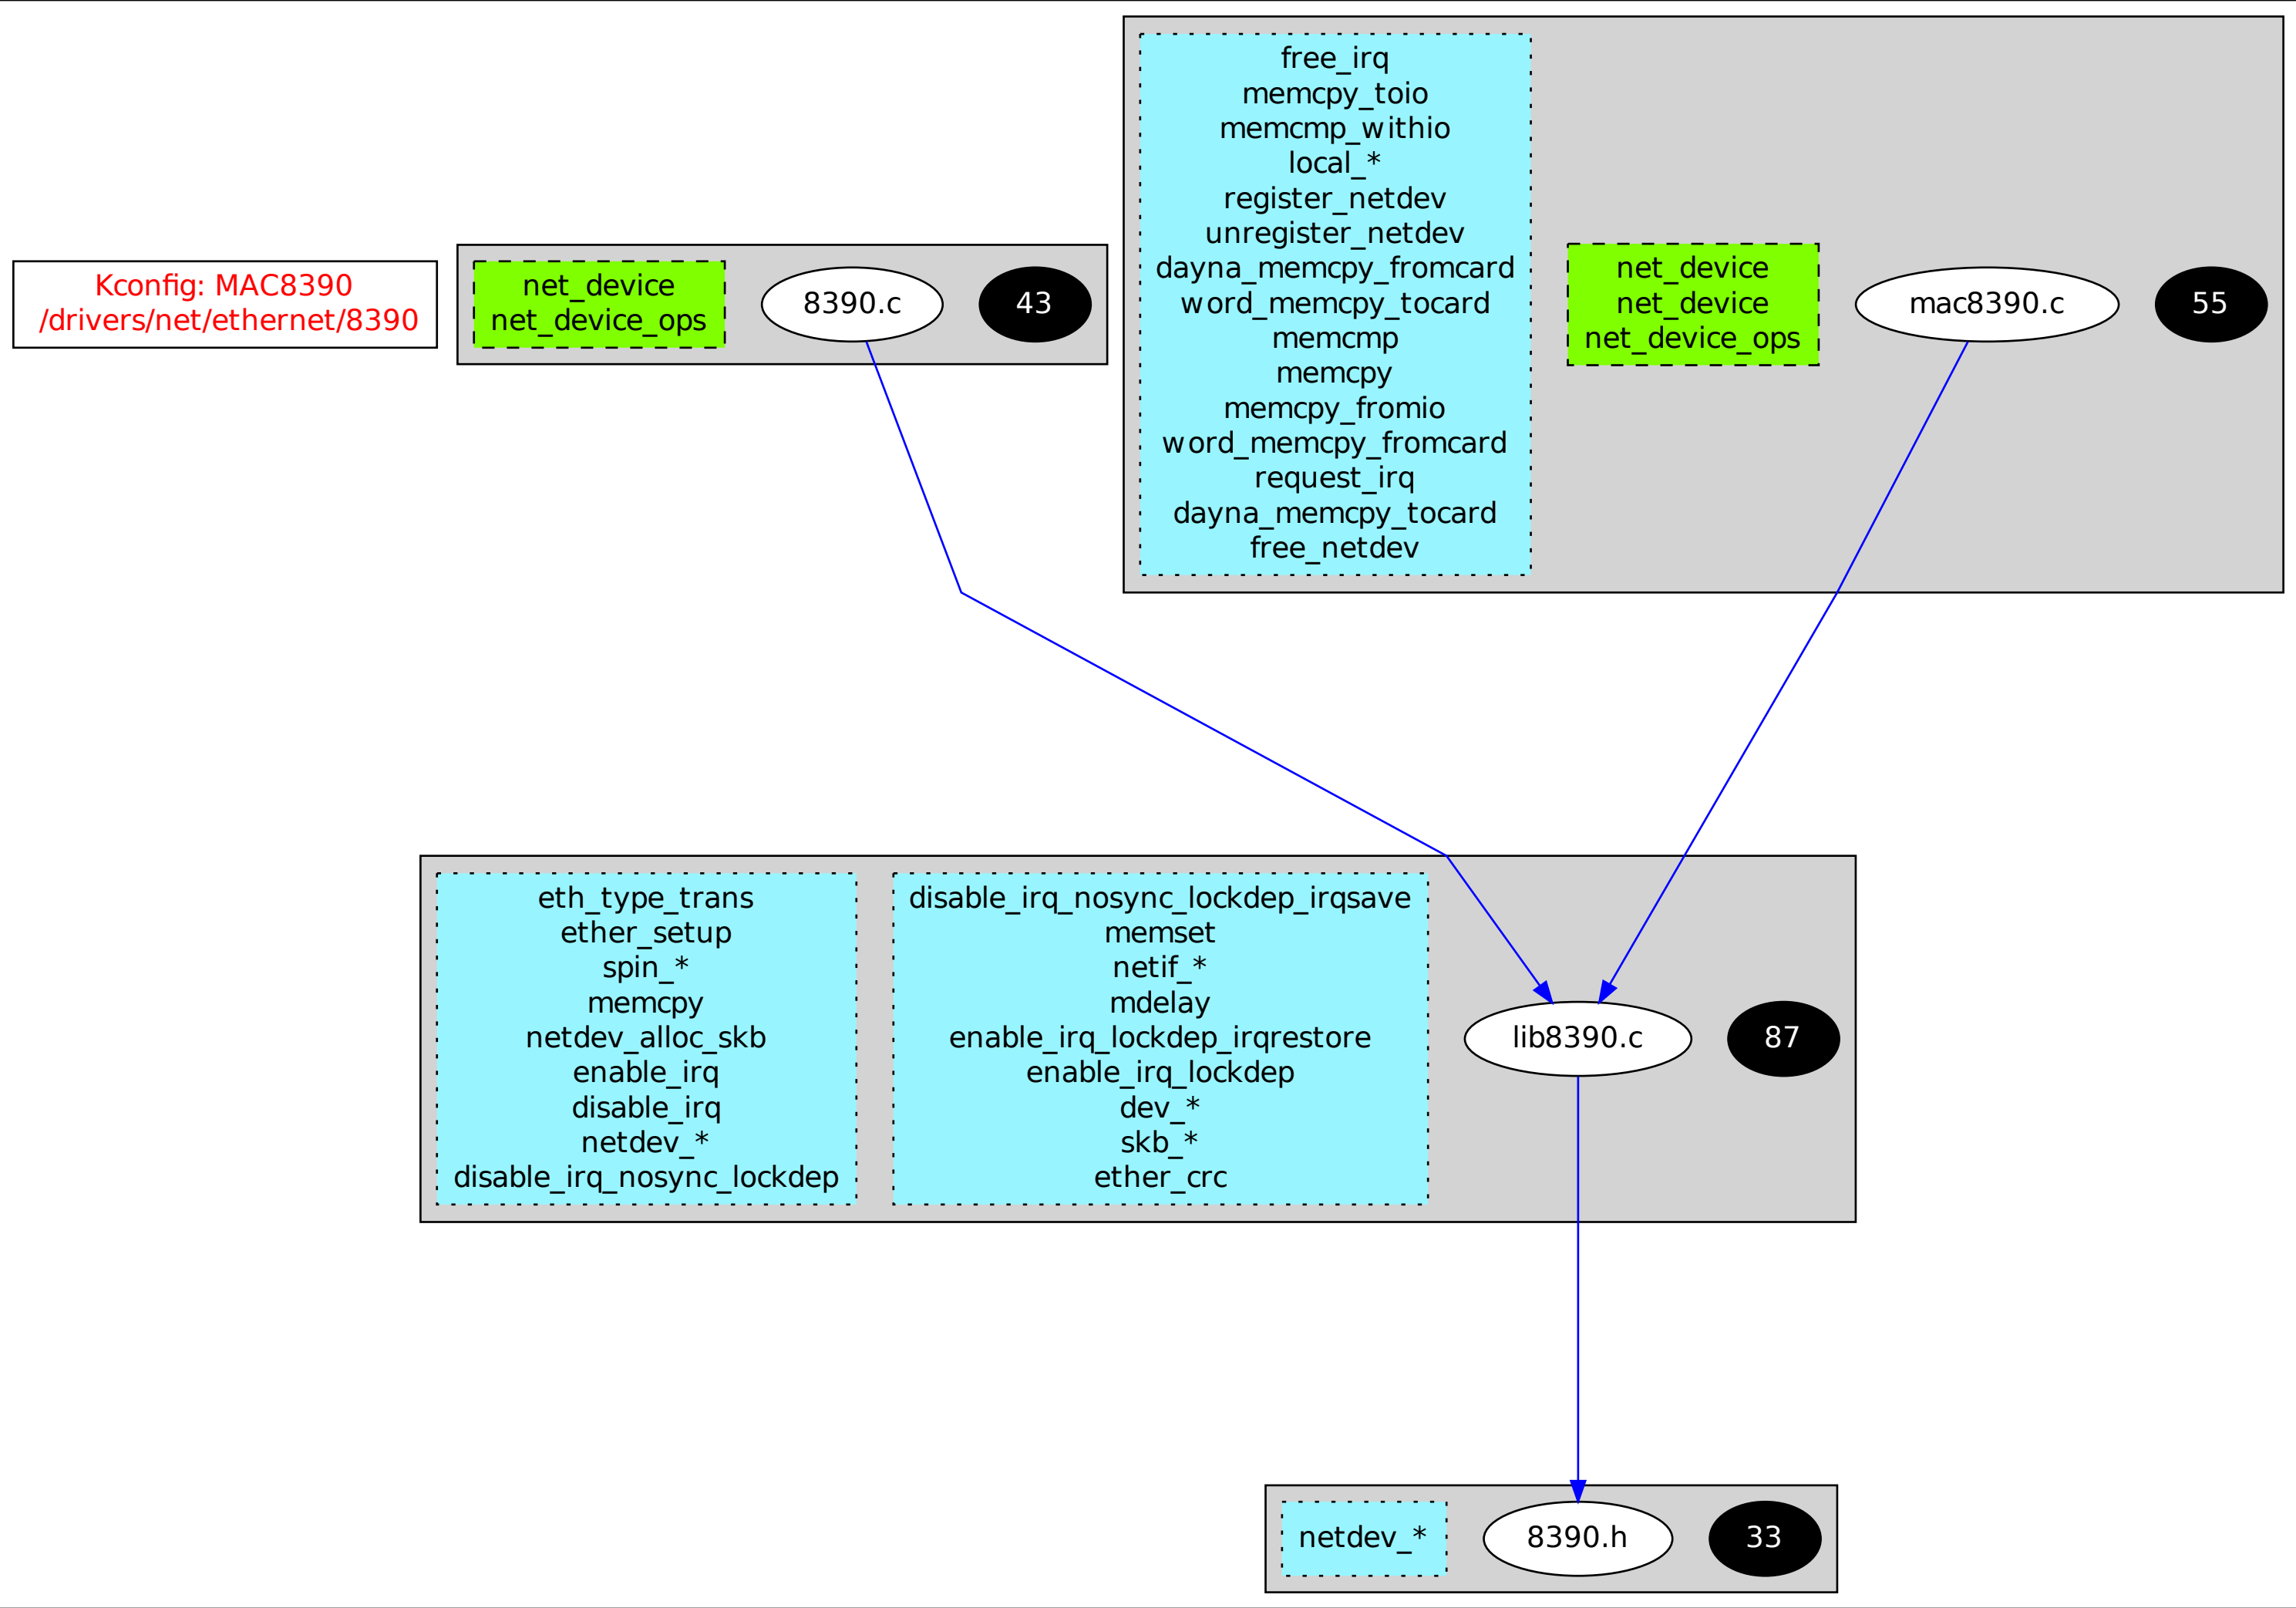 Kconfig: MAC8390
/drivers/net/ethernet/8390
net_device
net_device_ops
8390.c
43
free_irq
memcpy_toio
memcmp_withio
local_*
register_netdev
unregister_netdev
dayna_memcpy_fromcard
word_memcpy_tocard
memcmp
memcpy
memcpy_fromio
word_memcpy_fromcard
request_irq
dayna_memcpy_tocard
free_netdev
net_device
net_device
net_device_ops
mac8390.c
55
eth_type_trans
ether_setup
spin_*
memcpy
netdev_alloc_skb
enable_irq
disable_irq
netdev_*
disable_irq_nosync_lockdep
disable_irq_nosync_lockdep_irqsave
memset
netif_*
mdelay
enable_irq_lockdep_irqrestore
enable_irq_lockdep
dev_*
skb_*
ether_crc
lib8390.c
87
netdev_*
8390.h
33